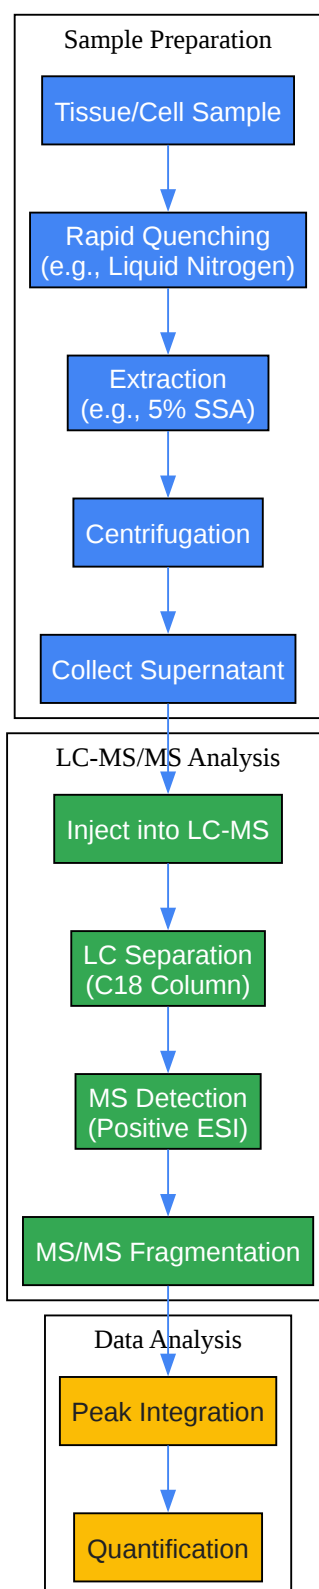 Sample Preparation
Tissue/Cell Sample
Rapid Quenching
(e.g., Liquid Nitrogen)
Extraction
(e.g., 5% SSA)
Centrifugation
Collect Supernatant
LC-MS/MS Analysis
Inject into LC-MS
LC Separation
(C18 Column)
MS Detection
(Positive ESI)
MS/MS Fragmentation
Data Analysis
Peak Integration
Quantification